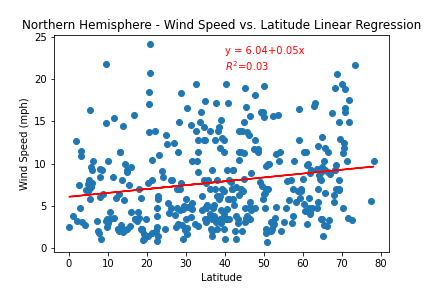 Northern Hemisphere - Wind Speed vs. Latitude Linear Regression
y = 6.04+0.05x
R²=0.03
Wind Speed (mph)
25
20
15
10
5
0
0 10 20 30 40 50 60 70 80
Latitude